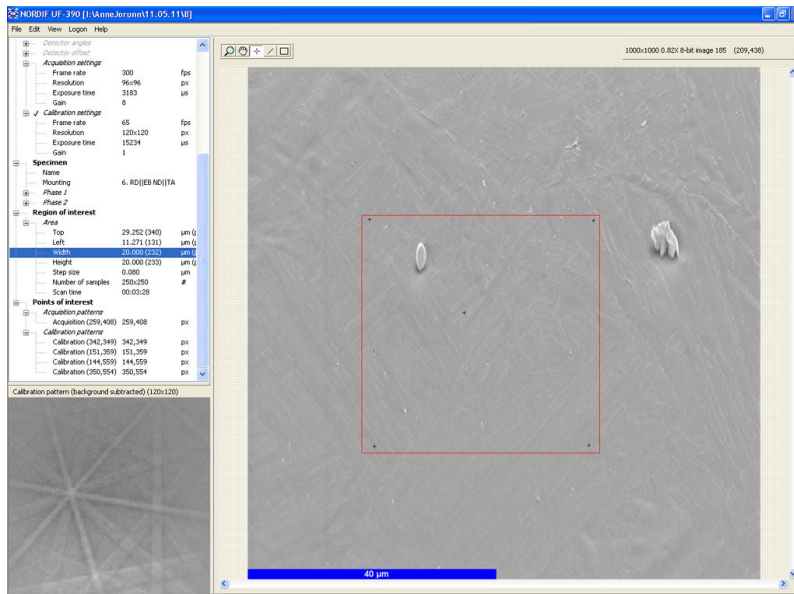 NORDIF UF-390 [I:\AnneJorunn\11.05.11\8]
File Edit View Logon Help
Detector angles
Detector offset
Acquisition settings
Frame rate 300 fps
Resolution 96x96 px
Exposure time 3183 µs
Gain 8
Calibration settings
Frame rate 65 fps
Resolution 120x120 px
Exposure time 15234 µs
Gain 1
Specimen
Name
Mounting 6. RD||EB ND||TA
Phase 1
Phase 2
Region of interest
Area
Top 29.252 (340) µm (p
Left 11.271 (131) µm (p
Width 20.000 (232) µm (p
Height 20.000 (233) µm (p
Step size 0.080 µm
Number of samples 250x250 #
Scan time 00:03:28
Points of interest
Acquisition patterns
Acquisition (259,408) 259,408 px
Calibration patterns
Calibration (342,349) 342,349 px
Calibration (151,359) 151,359 px
Calibration (144,559) 144,559 px
Calibration (350,554) 350,554 px
Calibration pattern (background subtracted) (120x120)
1000x1000 0.82X 8-bit image 185 (209,438)
40 µm